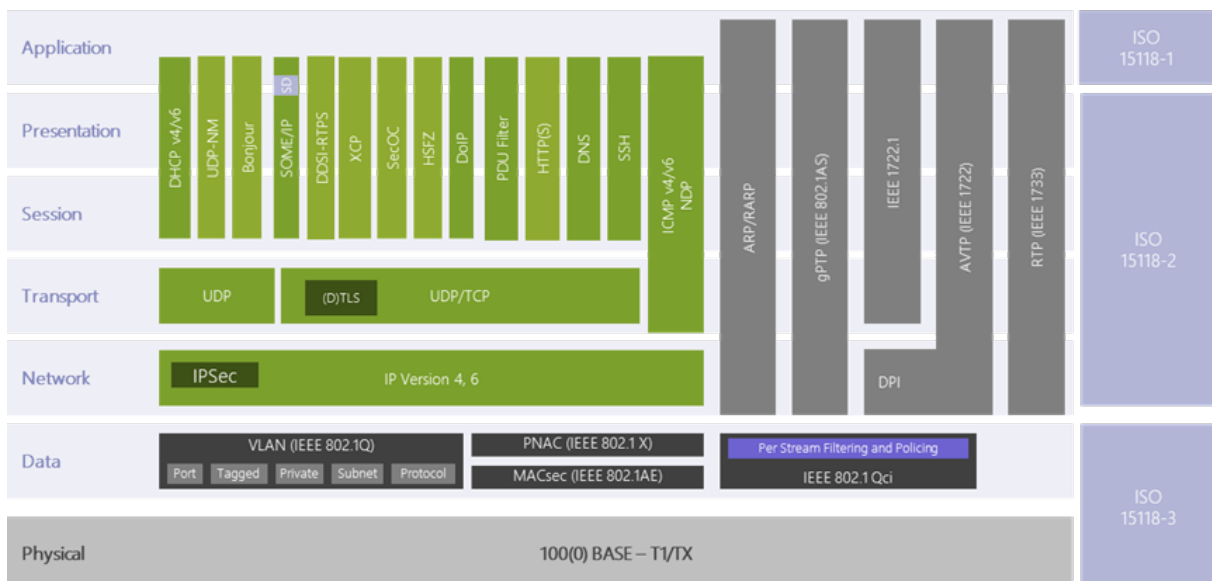 Application
Presentation
Session
Transport
Network
Data
Physical
DHCP v4/v6
UDP-NM
Bonjour
SD
SOME/IP
DDSI-RTPS
XCP
SecOC
HSFZ
DoIP
PDU Filter
HTTP(S)
DNS
SSH
ICMP v4/v6
NDP
ARP/RARP
gPTP (IEEE 802.1AS)
IEEE 1722.1
AVTP (IEEE 1722)
RTP (IEEE 1733)
UDP
(D)TLS
UDP/TCP
IPSec
IP Version 4, 6
DPI
VLAN (IEEE 802.1Q)
Port
Tagged
Private
Subnet
Protocol
PNAC (IEEE 802.1 X)
MACsec (IEEE 802.1AE)
Per Stream Filtering and Policing
IEEE 802.1 Qci
100(0) BASE – T1/TX
ISO
15118-1
ISO
15118-2
ISO
15118-3